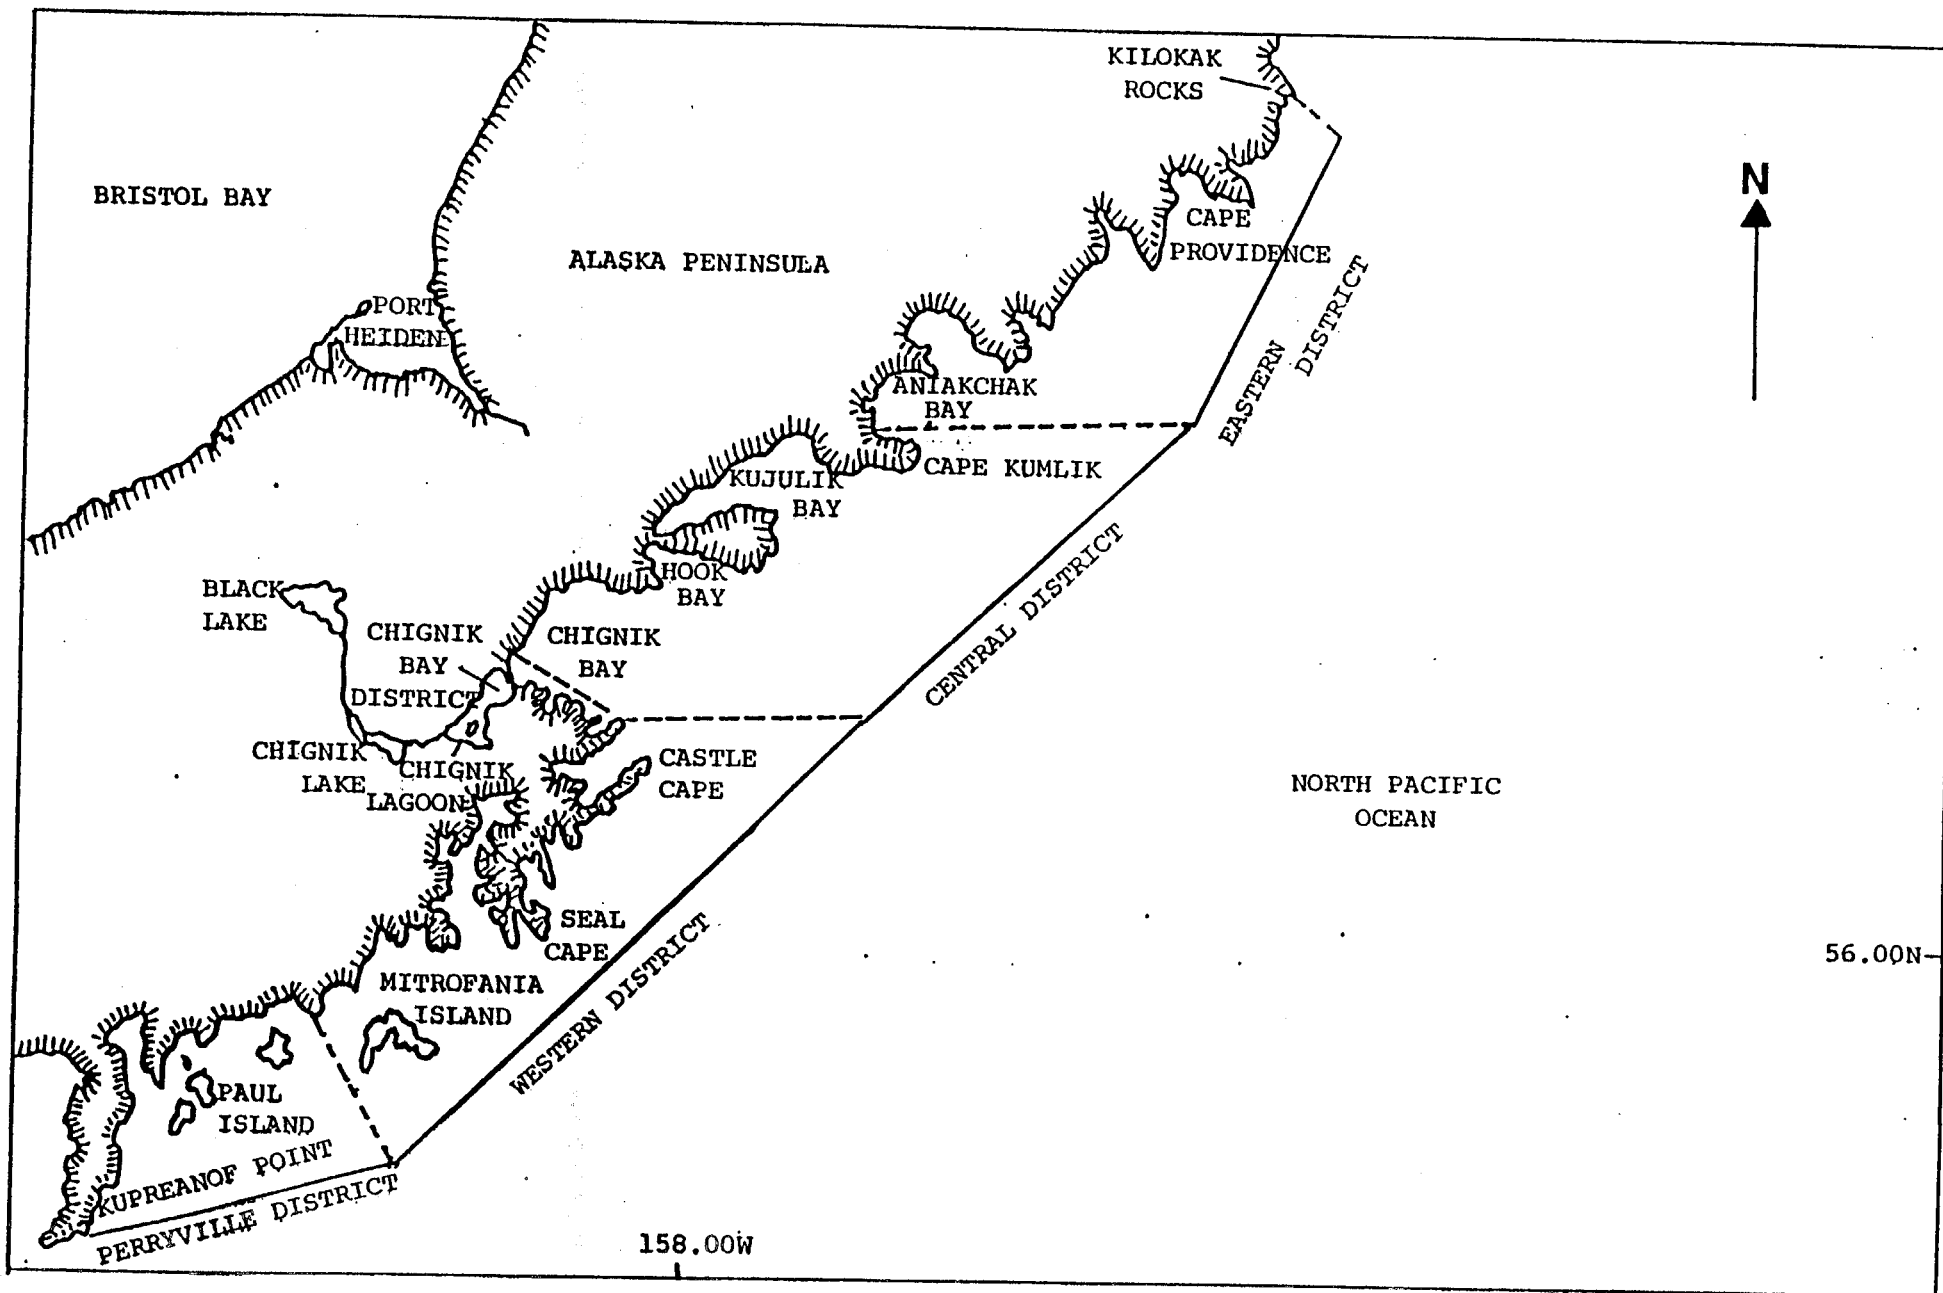 KILOKAK
ROCKS
N
BRISTOL BAY
CAPE
PROVIDENCE
ALASKA PENINSULA
PORT
HEIDEN
EASTERN
DISTRICT
ANIAKCHAK
BAY
CAPE KUMLIK
KUJULIK
BAY
HOOK
BAY
CENTRAL DISTRICT
BLACK
LAKE
CHIGNIK
BAY
DISTRICT
CHIGNIK
BAY
CHIGNIK
LAKE
CHIGNIK
LAGOON
CASTLE
CAPE
NORTH PACIFIC
OCEAN
SEAL
CAPE
56.00N
WESTERN DISTRICT
MITROFANIA
ISLAND
PAUL
ISLAND
KUPREANOF POINT
PERRYVILLE DISTRICT
158.00W